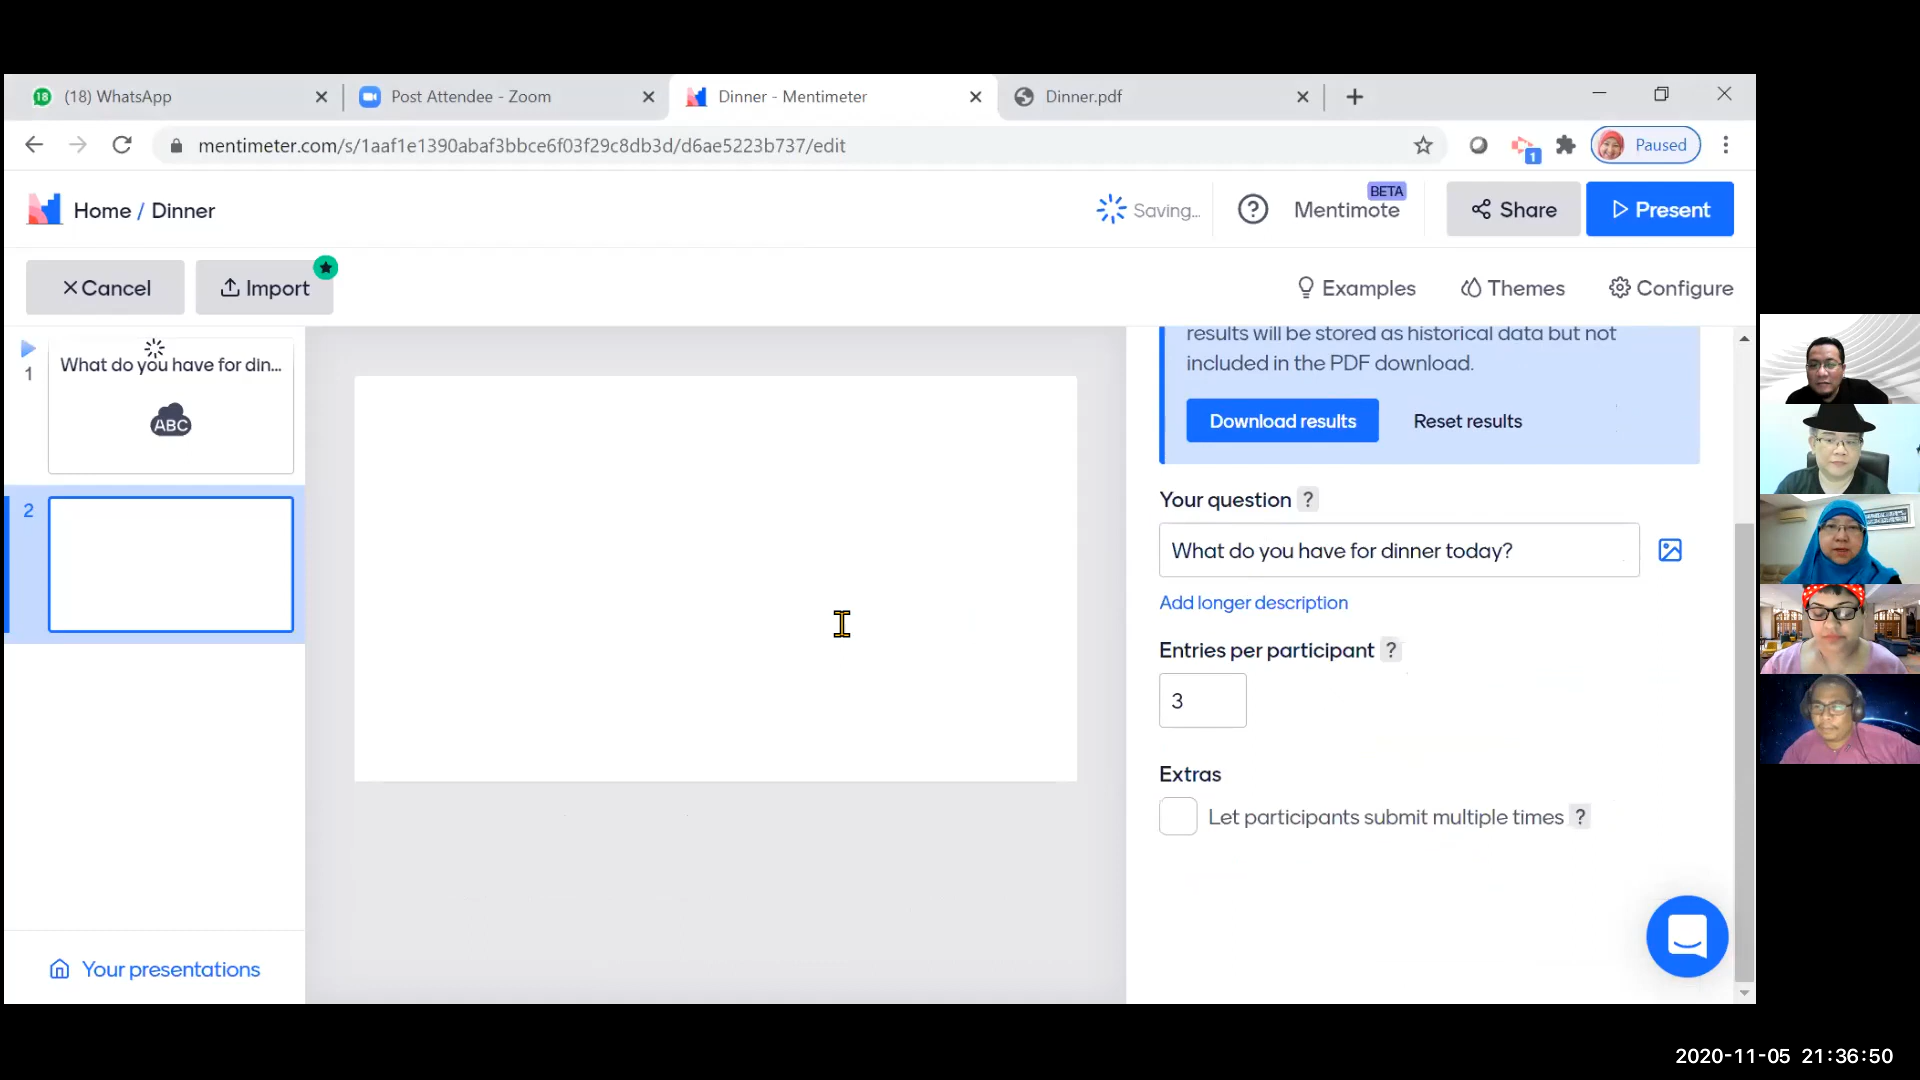 18 (18) WhatsApp
Post Attendee - Zoom
Dinner - Mentimeter
Dinner.pdf
mentimeter.com/s/1aaf1e1390abaf3bbce6f03f29c8db3d/d6ae5223b737/edit
1
Paused
Home / Dinner
Saving...
?
Mentimote
BETA
Share
Present
Cancel
Import
Examples
Themes
Configure
1
What do you have for din...
ABC
2
Your presentations
results will be stored as historical data but not
included in the PDF download.
Download results
Reset results
Your question ?
What do you have for dinner today?
Add longer description
Entries per participant ?
3
Extras
Let participants submit multiple times ?
2020-11-05 21:36:50